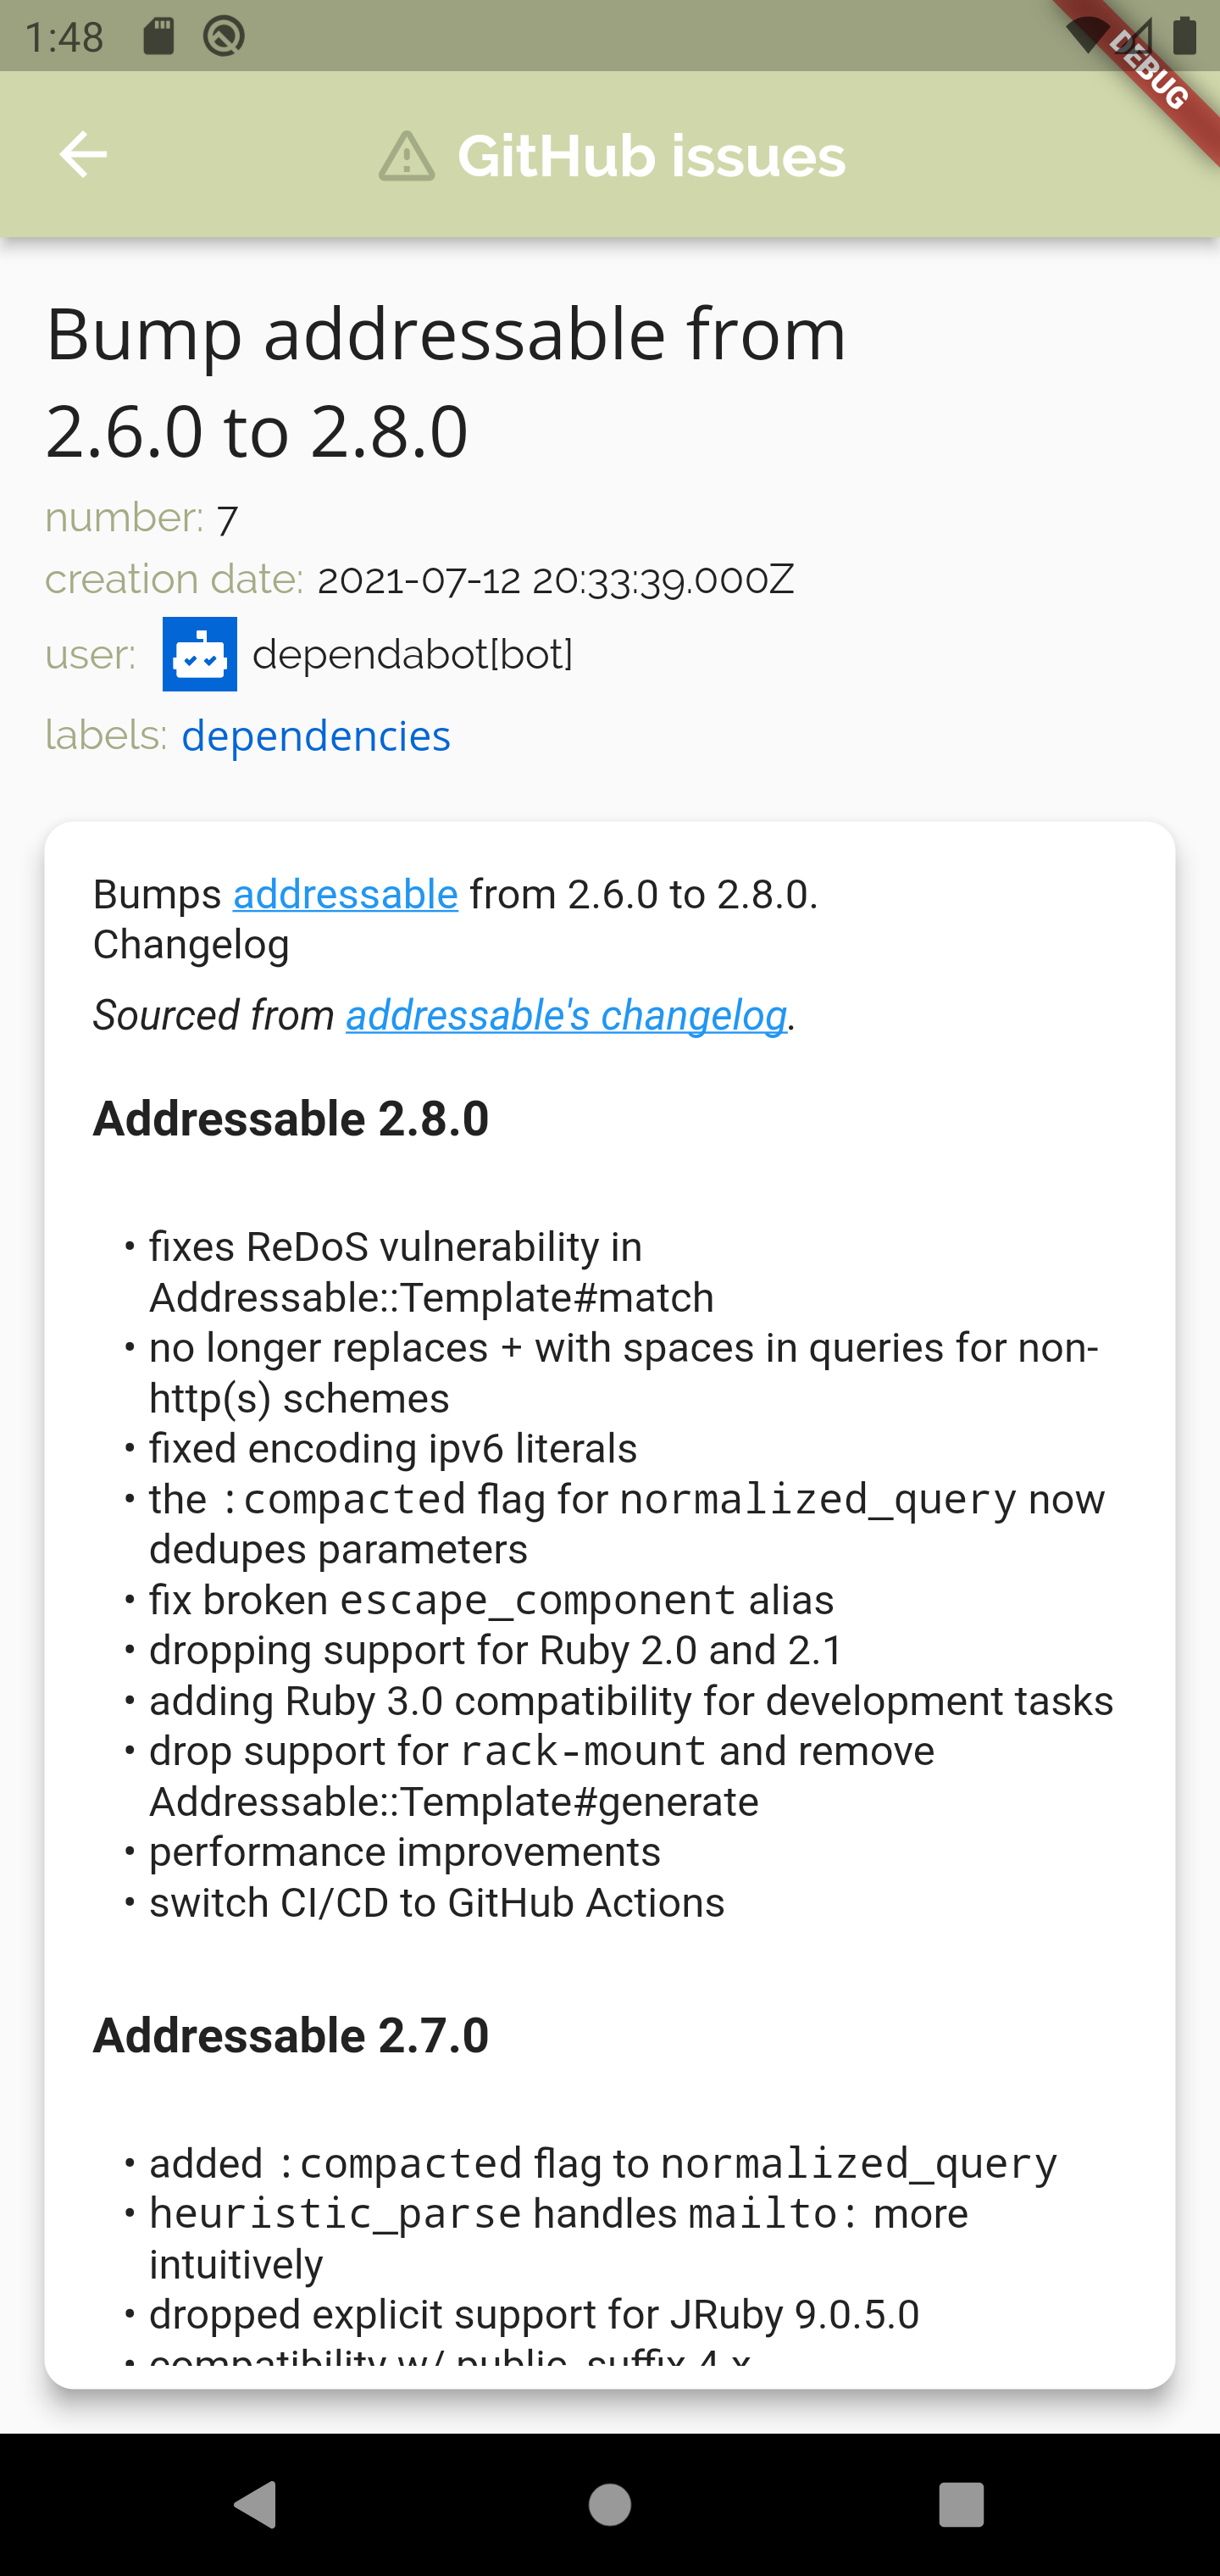 1:48
DEBUG
GitHub issues
Bump addressable from
2.6.0 to 2.8.0
number: 7
creation date: 2021-07-12 20:33:39.000Z
user: dependabot[bot]
labels: dependencies
Bumps addressable from 2.6.0 to 2.8.0.
Changelog
Sourced from addressable's changelog.
Addressable 2.8.0
• fixes ReDoS vulnerability in
Addressable::Template#match
• no longer replaces + with spaces in queries for non-
http(s) schemes
• fixed encoding ipv6 literals
• the :compacted flag for normalized_query now
dedupes parameters
• fix broken escape_component alias
• dropping support for Ruby 2.0 and 2.1
• adding Ruby 3.0 compatibility for development tasks
• drop support for rack-mount and remove
Addressable::Template#generate
• performance improvements
• switch CI/CD to GitHub Actions
Addressable 2.7.0
• added :compacted flag to normalized_query
• heuristic_parse handles mailto: more
intuitively
• dropped explicit support for JRuby 9.0.5.0
• compatibility w/ public_suffix 4.x